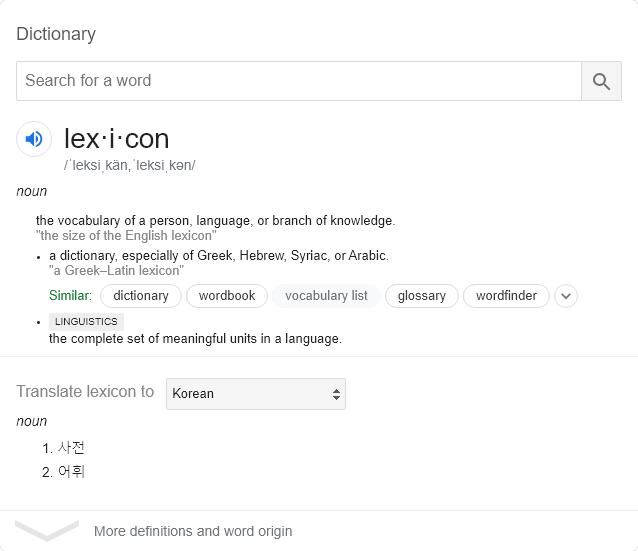 Dictionary
Search for a word
lex·i·con
/ˈleksiˌkän,ˈleksiˌkən/
noun
the vocabulary of a person, language, or branch of knowledge.
"the size of the English lexicon"
• a dictionary, especially of Greek, Hebrew, Syriac, or Arabic.
"a Greek–Latin lexicon"
Similar: dictionary wordbook vocabulary list glossary wordfinder
• LINGUISTICS
the complete set of meaningful units in a language.
Translate lexicon to Korean
noun
1. 사전
2. 어휘
More definitions and word origin